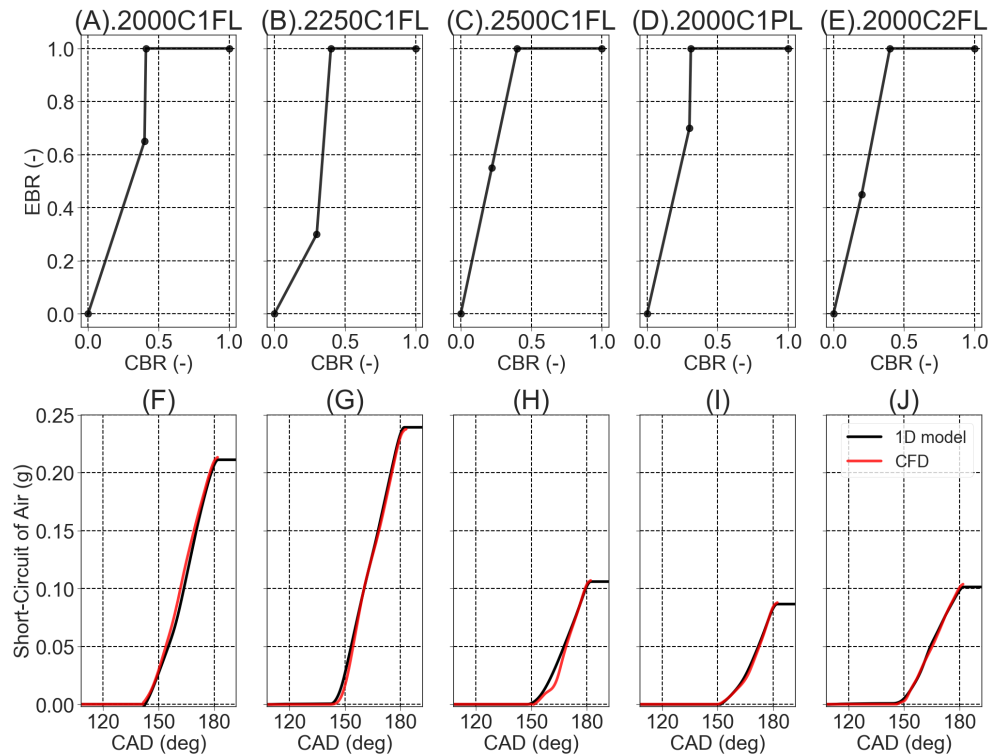 (A).2000C1FL (B).2250C1FL (C).2500C1FL (D).2000C1PL (E).2000C2FL
1.0
0.8
0.6
0.4
0.2
0.0
EBR (-)
0.0 0.5 1.0 0.0 0.5 1.0 0.0 0.5 1.0 0.0 0.5 1.0 0.0 0.5 1.0
CBR (-) CBR (-) CBR (-) CBR (-) CBR (-)
(F) (G) (H) (I) (J)
0.25
0.20
0.15
0.10
0.05
0.00
Short-Circuit of Air (g)
1D model
CFD
120 150 180 120 150 180 120 150 180 120 150 180 120 150 180
CAD (deg) CAD (deg) CAD (deg) CAD (deg) CAD (deg)